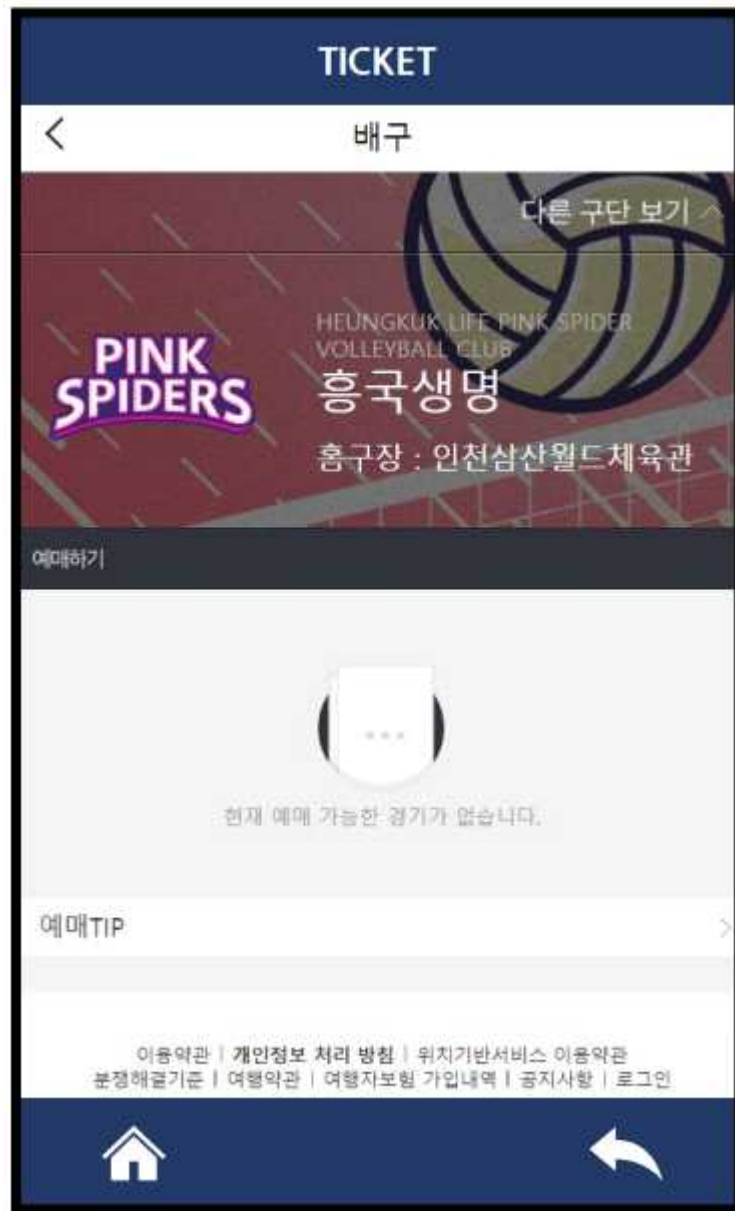 TICKET
배구
다른 구단 보기
PINK
SPIDERS
HEUNGKUK LIFE PINK SPIDER
VOLLEYBALL CLUB
흥국생명
홈구장 : 인천삼산월드체육관
예매하기
현재 예매 가능한 경기가 없습니다.
예매TIP
이용약관 | 개인정보 처리 방침 | 위치기반서비스 이용약관
분쟁해결기준 | 여행약관 | 여행자보험 가입내역 | 공지사항 | 로그인